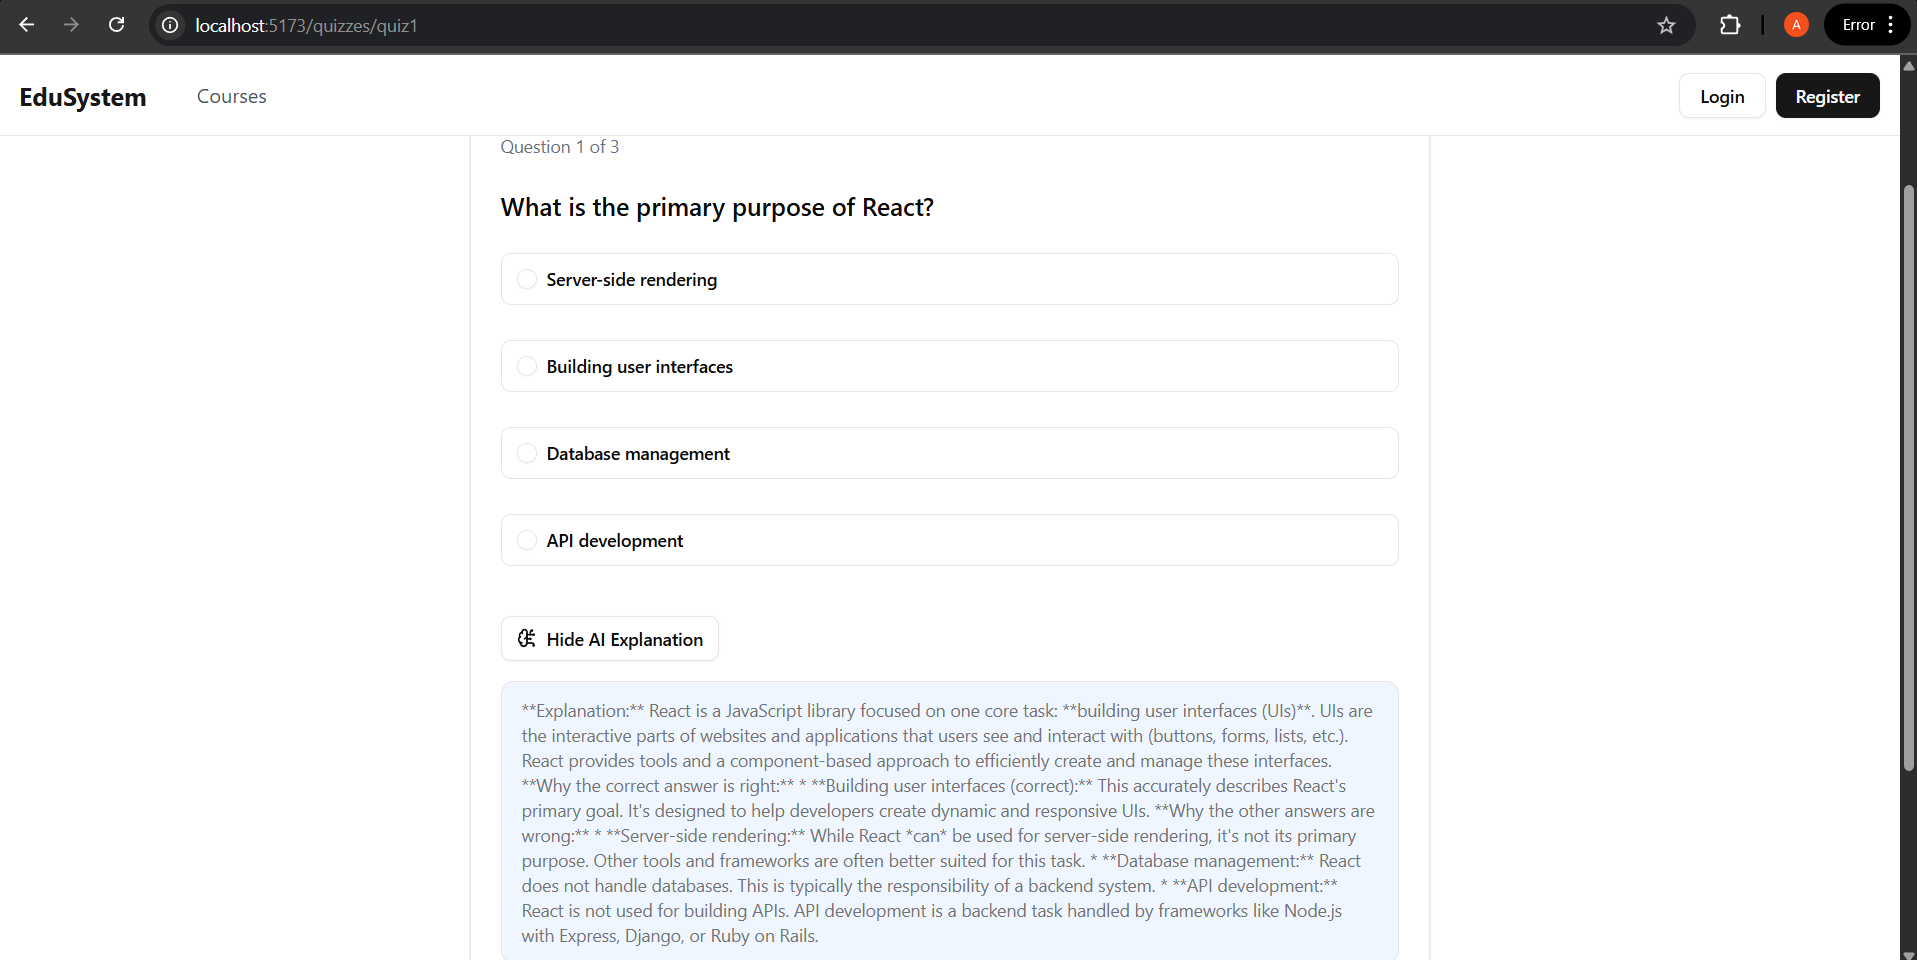 localhost:5173/quizzes/quiz1
A
Error
EduSystem
Courses
Login
Register
Question 1 of 3
What is the primary purpose of React?
Server-side rendering
Building user interfaces
Database management
API development
Hide AI Explanation
**Explanation:** React is a JavaScript library focused on one core task: **building user interfaces (UIs)**. UIs are
the interactive parts of websites and applications that users see and interact with (buttons, forms, lists, etc.).
React provides tools and a component-based approach to efficiently create and manage these interfaces.
**Why the correct answer is right:** * **Building user interfaces (correct):** This accurately describes React's
primary goal. It's designed to help developers create dynamic and responsive UIs. **Why the other answers are
wrong:** * **Server-side rendering:** While React *can* be used for server-side rendering, it's not its primary
purpose. Other tools and frameworks are often better suited for this task. * **Database management:** React
does not handle databases. This is typically the responsibility of a backend system. * **API development:**
React is not used for building APIs. API development is a backend task handled by frameworks like Node.js
with Express, Django, or Ruby on Rails.